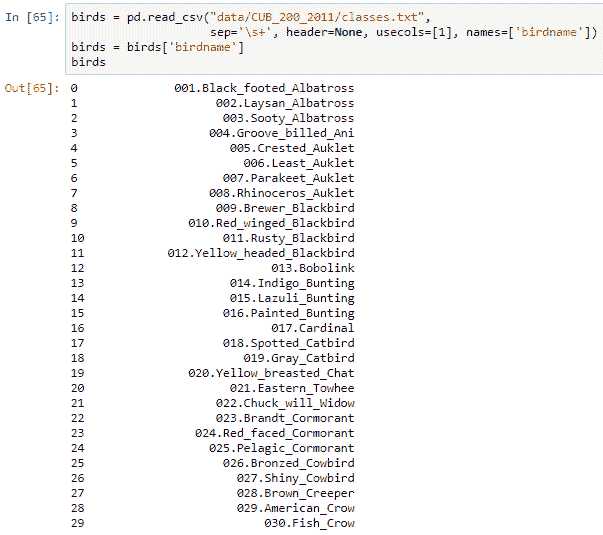 In [65]: birds = pd.read_csv("data/CUB_200_2011/classes.txt",
sep='\s+', header=None, usecols=[1], names=['birdname'])
birds = birds['birdname']
birds
Out[65]: 0 001.Black_footed_Albatross
1 002.Laysan_Albatross
2 003.Sooty_Albatross
3 004.Groove_billed_Ani
4 005.Crested_Auklet
5 006.Least_Auklet
6 007.Parakeet_Auklet
7 008.Rhinoceros_Auklet
8 009.Brewer_Blackbird
9 010.Red_winged_Blackbird
10 011.Rusty_Blackbird
11 012.Yellow_headed_Blackbird
12 013.Bobolink
13 014.Indigo_Bunting
14 015.Lazuli_Bunting
15 016.Painted_Bunting
16 017.Cardinal
17 018.Spotted_Catbird
18 019.Gray_Catbird
19 020.Yellow_breasted_Chat
20 021.Eastern_Towhee
21 022.Chuck_will_Widow
22 023.Brandt_Cormorant
23 024.Red_faced_Cormorant
24 025.Pelagic_Cormorant
25 026.Bronzed_Cowbird
26 027.Shiny_Cowbird
27 028.Brown_Creeper
28 029.American_Crow
29 030.Fish_Crow